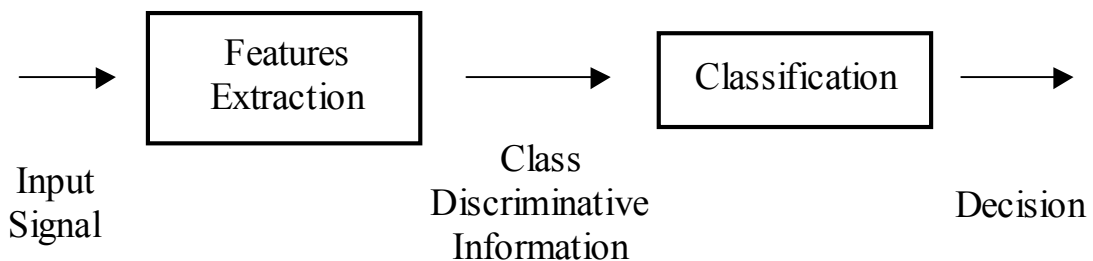 Features
Extraction
Classification
Input
Signal
Class
Discriminative
Information
Decision